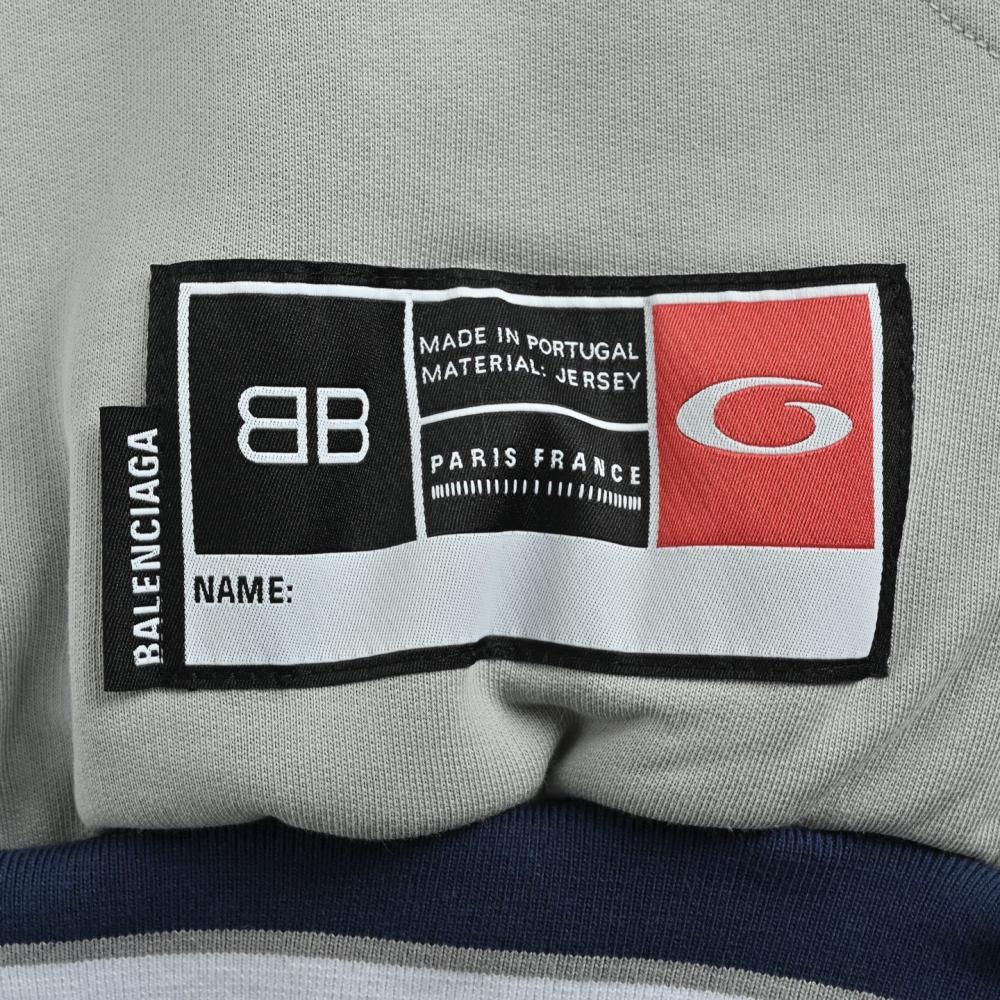 BALENCIAGA
BB
MADE IN PORTUGAL
MATERIAL: JERSEY
PARIS FRANCE
G
NAME: